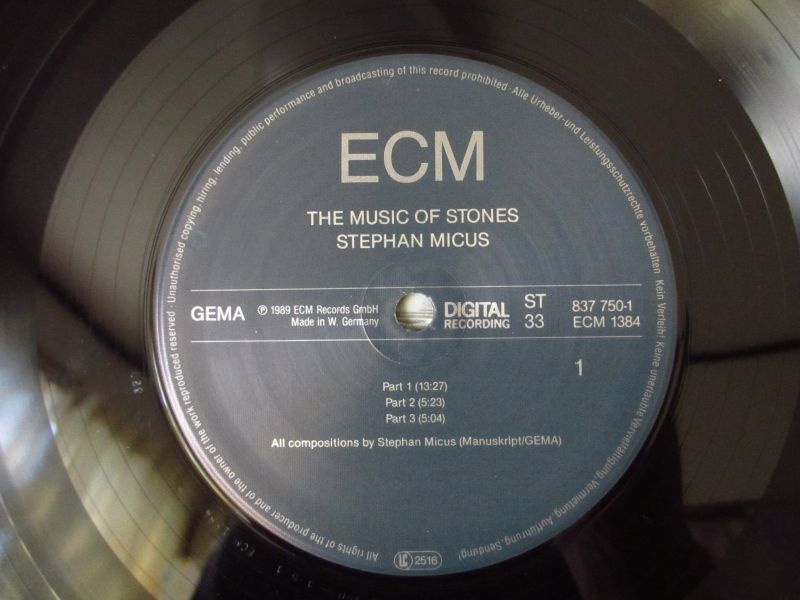 ECM
THE MUSIC OF STONES
STEPHAN MICUS
GEMA
℗ 1989 ECM Records GmbH
Made in W. Germany
DIGITAL
RECORDING
ST
33
837 750-1
ECM 1384
1
Part 1 (13:27)
Part 2 (5:23)
Part 3 (5:04)
All compositions by Stephan Micus (Manuskript/GEMA)
All rights of the producer and of the owner of the work reproduced reserved · Unauthorised copying, hiring, lending, public performance and broadcasting of this record prohibited · Alle Urheber- und Leistungsschutzrechte vorbehalten Kein Verleih! Keine unerlaubte Vervielfältigung, Vermietung, Aufführung, Sendung!
LC 2516